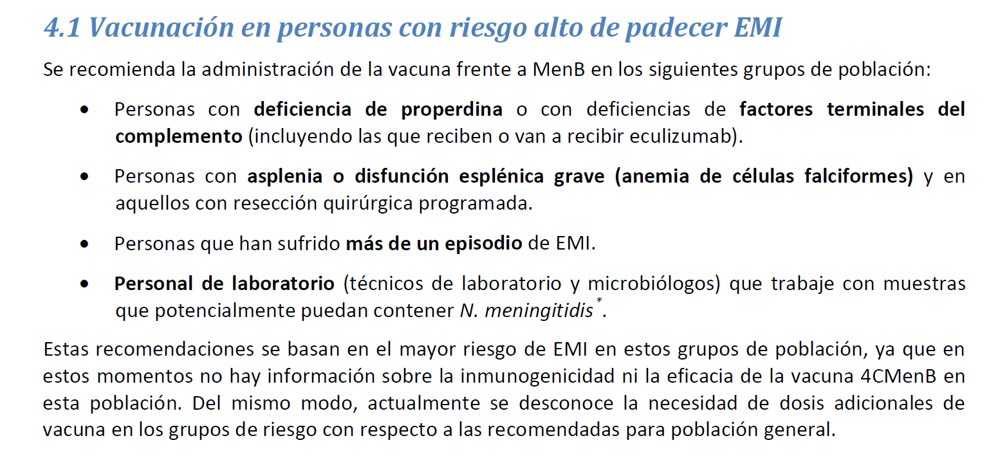 4.1 Vacunación en personas con riesgo alto de padecer EMI
Se recomienda la administración de la vacuna frente a MenB en los siguientes grupos de población:
• Personas con deficiencia de properdina o con deficiencias de factores terminales del
complemento (incluyendo las que reciben o van a recibir eculizumab).
• Personas con asplenia o disfunción esplénica grave (anemia de células falciformes) y en
aquellos con resección quirúrgica programada.
• Personas que han sufrido más de un episodio de EMI.
• Personal de laboratorio (técnicos de laboratorio y microbiólogos) que trabaje con muestras
que potencialmente puedan contener N. meningitidis*.
Estas recomendaciones se basan en el mayor riesgo de EMI en estos grupos de población, ya que en
estos momentos no hay información sobre la inmunogenicidad ni la eficacia de la vacuna 4CMenB en
esta población. Del mismo modo, actualmente se desconoce la necesidad de dosis adicionales de
vacuna en los grupos de riesgo con respecto a las recomendadas para población general.